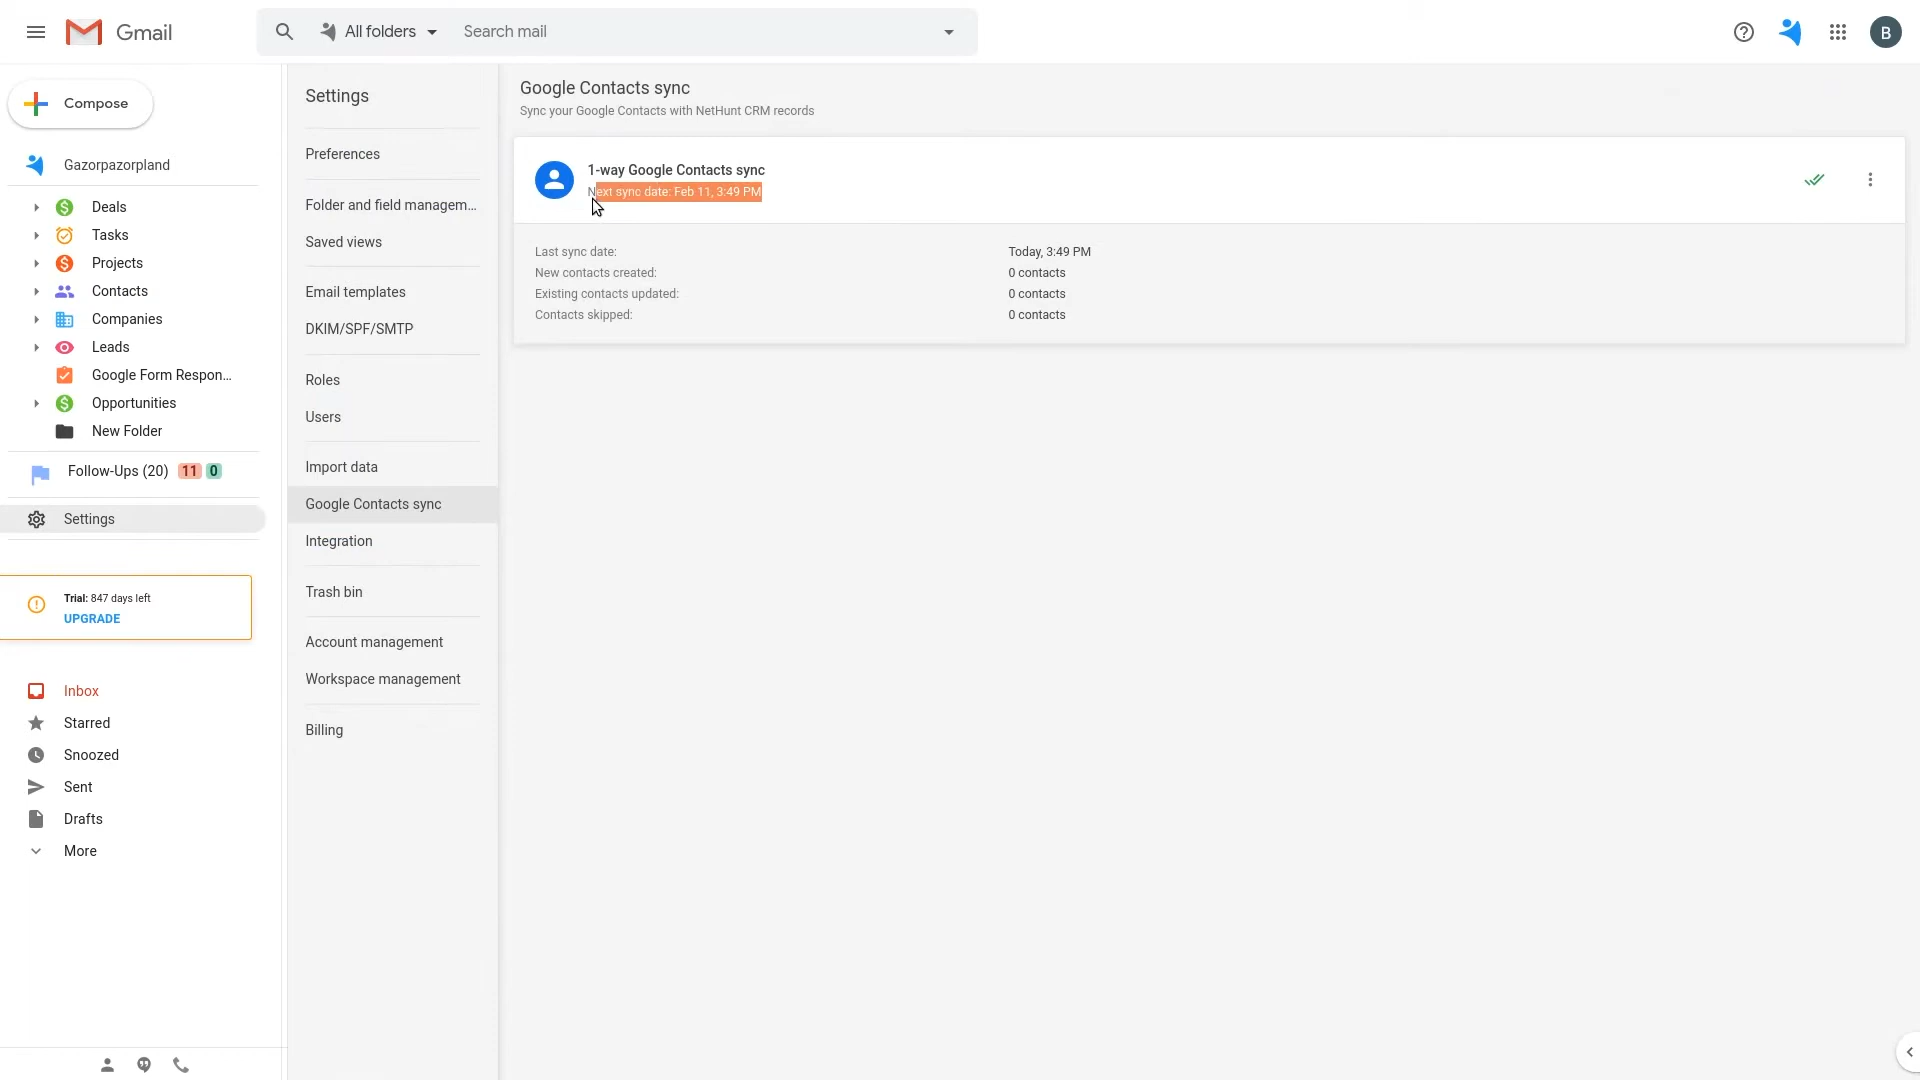 Gmail
All folders
Search mail
B
Compose
Gazorpazorpland
Deals
Tasks
Projects
Contacts
Companies
Leads
Google Form Respon...
Opportunities
New Folder
Follow-Ups (20) 11 0
Settings
Trial: 847 days left
UPGRADE
Inbox
Starred
Snoozed
Sent
Drafts
More
Settings
Preferences
Folder and field managem...
Saved views
Email templates
DKIM/SPF/SMTP
Roles
Users
Import data
Google Contacts sync
Integration
Trash bin
Account management
Workspace management
Billing
Google Contacts sync
Sync your Google Contacts with NetHunt CRM records
1-way Google Contacts sync
Next sync date: Feb 11, 3:49 PM
Last sync date: Today, 3:49 PM
New contacts created: 0 contacts
Existing contacts updated: 0 contacts
Contacts skipped: 0 contacts